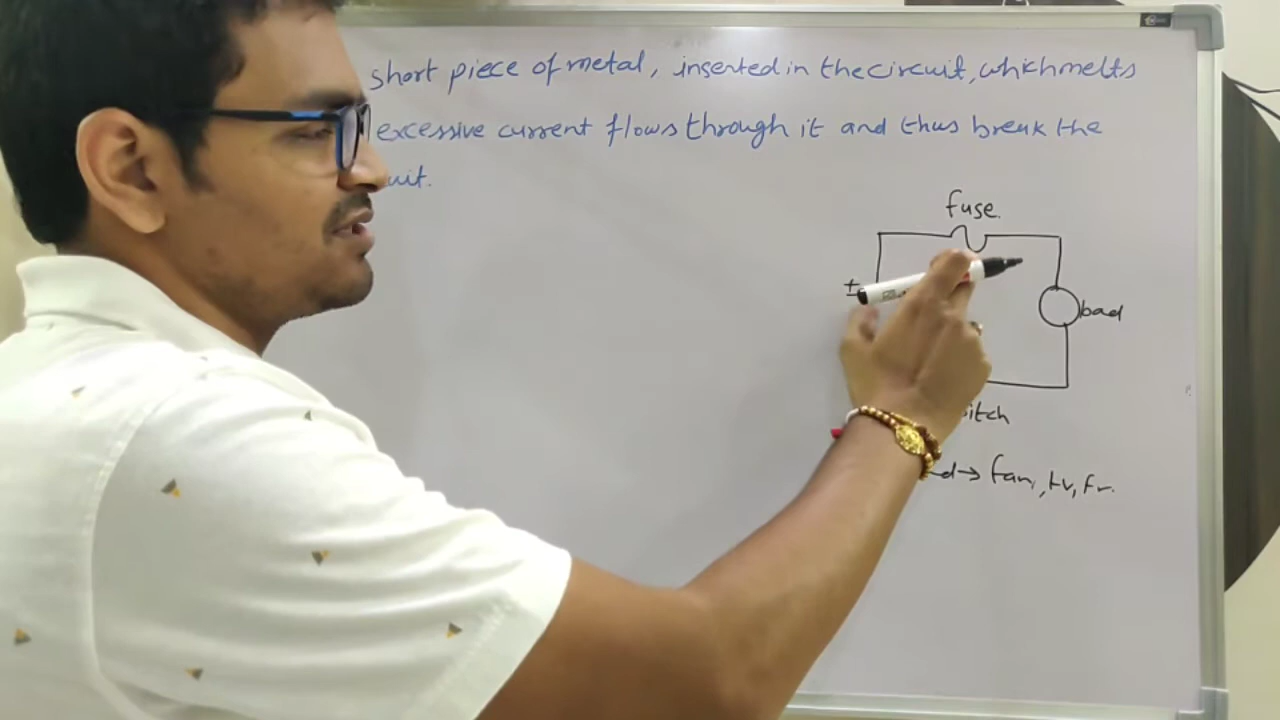 short piece of metal, inserted in the circuit, which melts
excessive current flows through it and thus break the
uit.
fuse.
+
load
itch
d → fan, tv, fr.